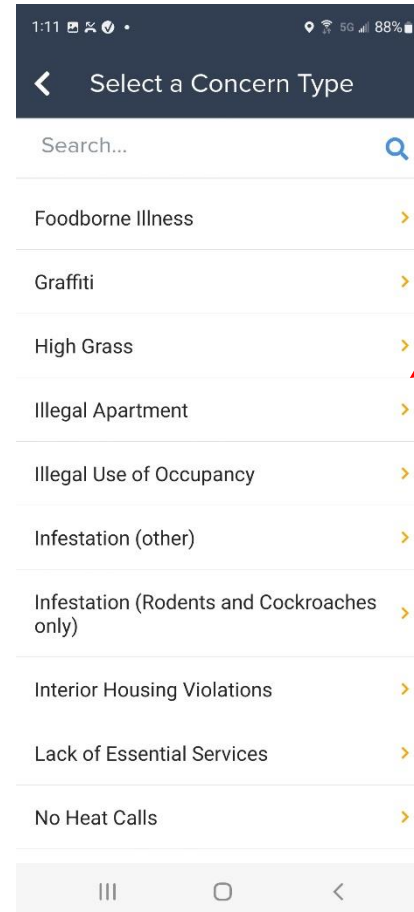 1:11 5G 88%
Select a Concern Type
Search...
Foodborne Illness
Graffiti
High Grass
Illegal Apartment
Illegal Use of Occupancy
Infestation (other)
Infestation (Rodents and Cockroaches
only)
Interior Housing Violations
Lack of Essential Services
No Heat Calls